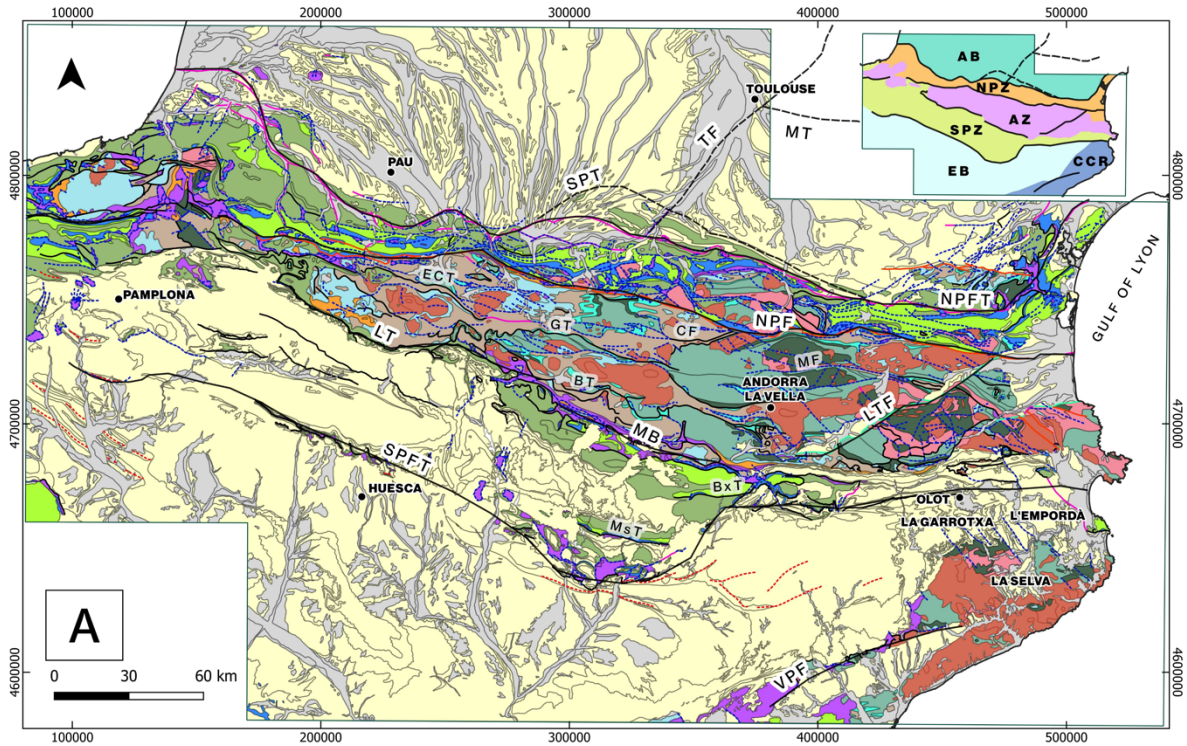 100000 200000 300000 400000 500000
AB
NPZ
AZ
SPZ
EB
CCR
TOULOUSE
TF
MT
4800000
4800000
PAU
SPT
GULF OF LYON
ECT
NPFT
PAMPLONA
LT
GT
CF
NPF
MF
BT
ANDORRA
LA VELLA
LTF
4700000
4700000
MB
SPFT
BxT
HUESCA
OLOT
MsT
LA GARROTXA
L'EMPORDÀ
LA SELVA
A
VPF
0 30 60 km
4600000
4600000
100000 200000 300000 400000 500000